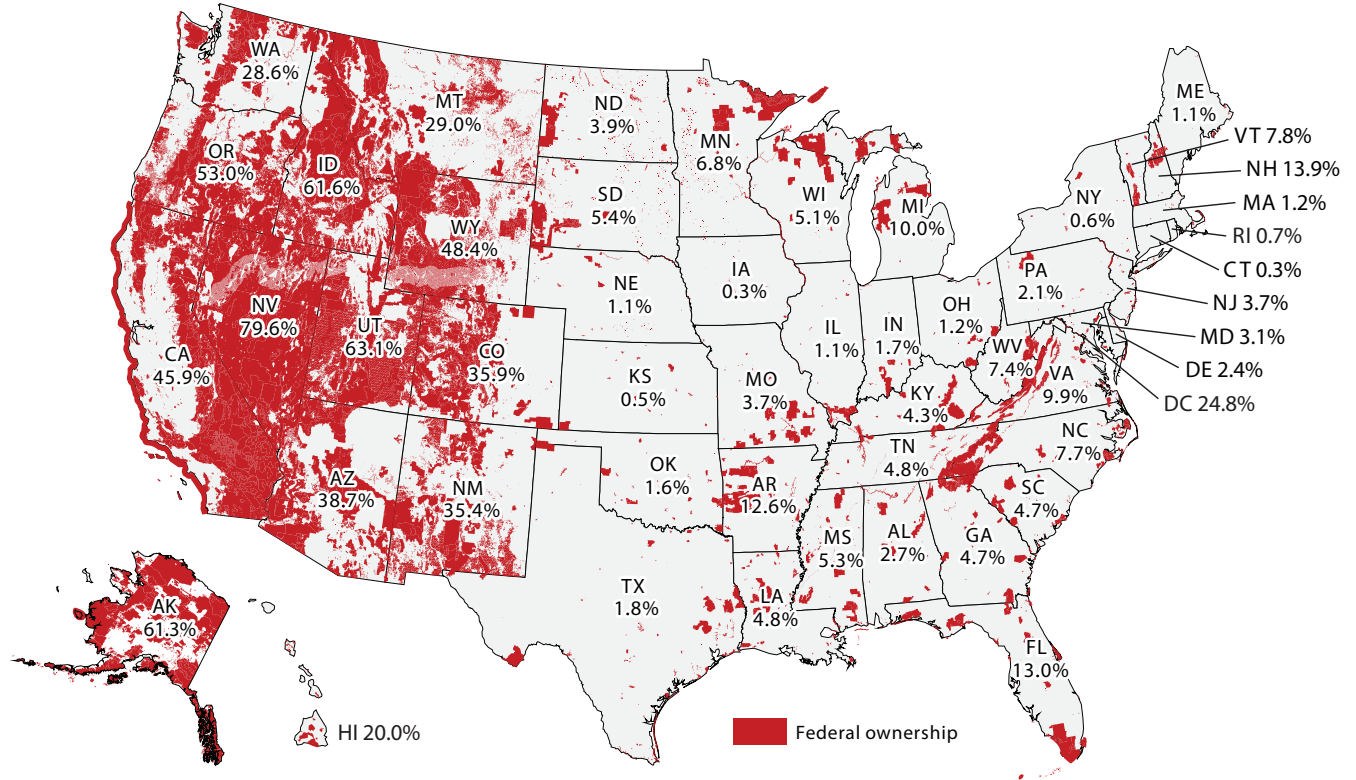 WA
28.6%
MT
29.0%
ND
3.9%
MN
6.8%
ME
1.1%
VT 7.8%
NH 13.9%
OR
53.0%
ID
61.6%
SD
5.4%
WI
5.1%
MI
10.0%
NY
0.6%
MA 1.2%
RI 0.7%
CT 0.3%
WY
48.4%
NE
1.1%
IA
0.3%
PA
2.1%
NJ 3.7%
NV
79.6%
UT
63.1%
CO
35.9%
IL
1.1%
IN
1.7%
OH
1.2%
WV
7.4%
MD 3.1%
DE 2.4%
DC 24.8%
CA
45.9%
KS
0.5%
MO
3.7%
KY
4.3%
VA
9.9%
AZ
38.7%
NM
35.4%
OK
1.6%
AR
12.6%
TN
4.8%
NC
7.7%
SC
4.7%
MS
5.3%
AL
2.7%
GA
4.7%
TX
1.8%
LA
4.8%
FL
13.0%
AK
61.3%
HI 20.0%
Federal ownership